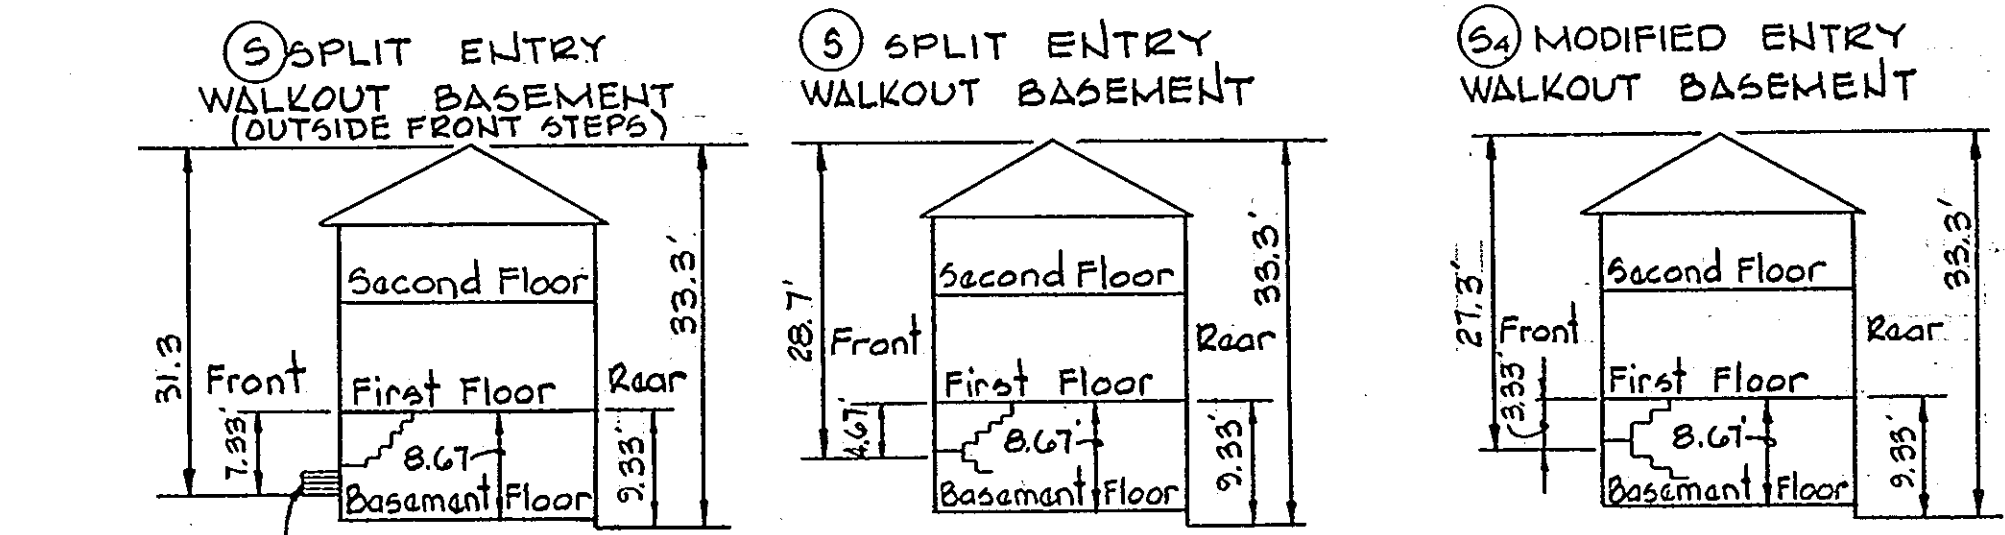 S SPLIT ENTRY
WALKOUT BASEMENT
(OUTSIDE FRONT STEPS)
31.3
Front
7.33'
Second Floor
First Floor
8.67
Basement Floor
Rear
33.3'
9.33'
S SPLIT ENTRY
WALKOUT BASEMENT
28.7'
Front
4.67'
Second Floor
First Floor
8.67'
Basement Floor
Rear
33.3'
9.33'
S4 MODIFIED ENTRY
WALKOUT BASEMENT
27.3'
Front
3.33'
Second Floor
First Floor
8.67'
Basement Floor
Rear
33.3'
9.33'